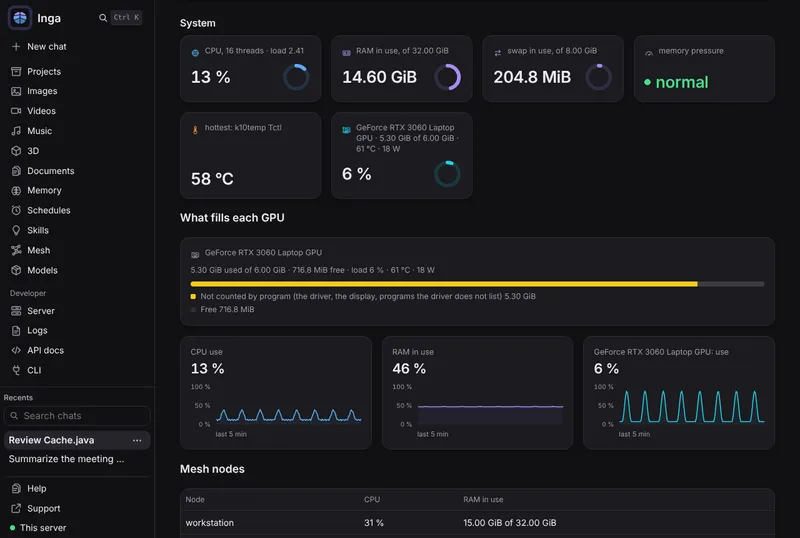 Inga
Ctrl K
New chat
Projects
Images
Videos
Music
3D
Documents
Memory
Schedules
Skills
Mesh
Models
Developer
Server
Logs
API docs
CLI
Recents
Search chats
Review Cache.java ...
Summarize the meeting ...
Help
Support
This server
System
CPU, 16 threads · load 2.41
13 %
RAM in use, of 32.00 GiB
14.60 GiB
swap in use, of 8.00 GiB
204.8 MiB
memory pressure
normal
hottest: k10temp Tctl
58 °C
GeForce RTX 3060 Laptop
GPU · 5.30 GiB of 6.00 GiB ·
61 °C · 18 W
6 %
What fills each GPU
GeForce RTX 3060 Laptop GPU
5.30 GiB used of 6.00 GiB · 716.8 MiB free · load 6 % · 61 °C · 18 W
Not counted by program (the driver, the display, programs the driver does not list) 5.30 GiB
Free 716.8 MiB
CPU use
13 %
100 %
50 %
0 %
last 5 min
RAM in use
46 %
100 %
50 %
0 %
last 5 min
GeForce RTX 3060 Laptop GPU: use
6 %
100 %
50 %
0 %
last 5 min
Mesh nodes
Node CPU RAM in use
workstation 31 % 15.00 GiB of 32.00 GiB